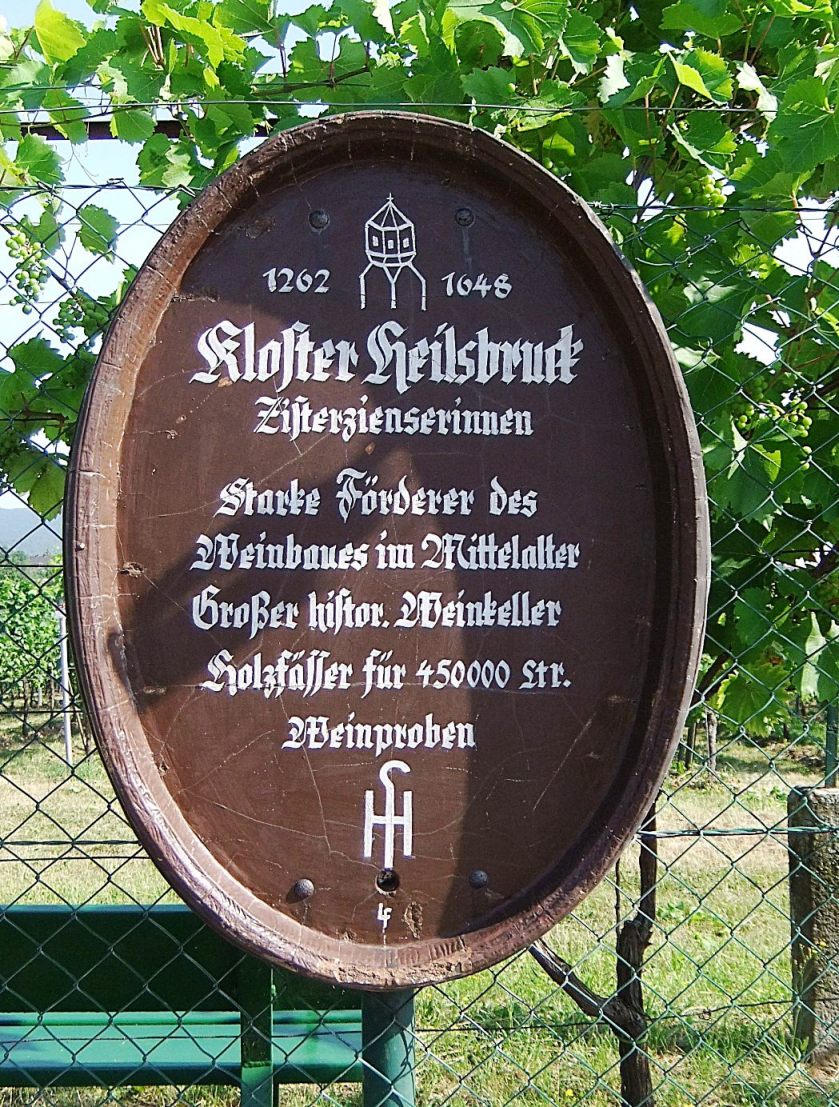 1262 1648
Kloster Heilsbruck
Zisterzienserinnen
Starke Förderer des
Weinbaues im Mittelalter
Großer histor. Weinkeller
Holzfässer für 450000 Ltr.
Weinproben
4